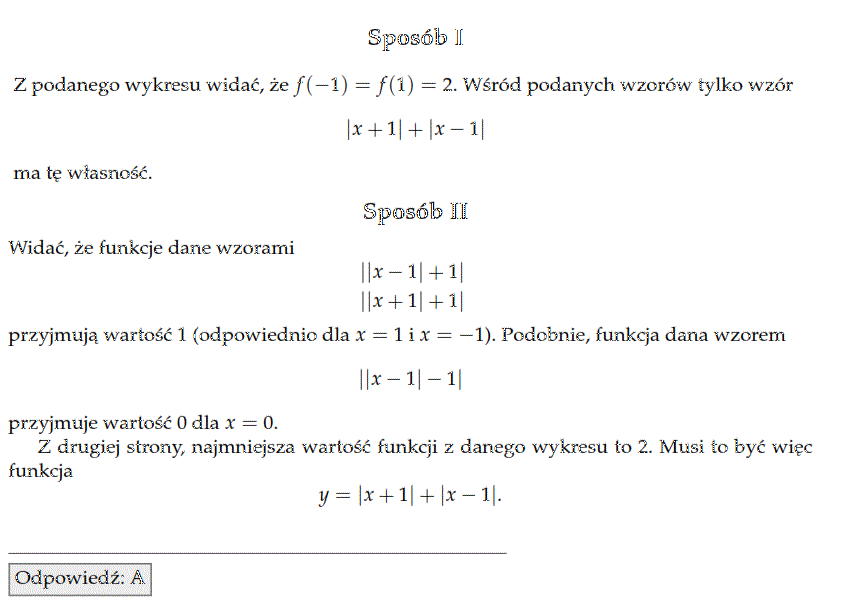 Sposób I
Z podanego wykresu widać, że f(−1) = f(1) = 2. Wśród podanych wzorów tylko wzór
|x + 1| + |x − 1|
ma tę własność.
Sposób II
Widać, że funkcje dane wzorami
||x − 1| + 1|
||x + 1| + 1|
przyjmują wartość 1 (odpowiednio dla x = 1 i x = −1). Podobnie, funkcja dana wzorem
||x − 1| − 1|
przyjmuje wartość 0 dla x = 0.
Z drugiej strony, najmniejsza wartość funkcji z danego wykresu to 2. Musi to być więc
funkcja
y = |x + 1| + |x − 1|.
Odpowiedź: A